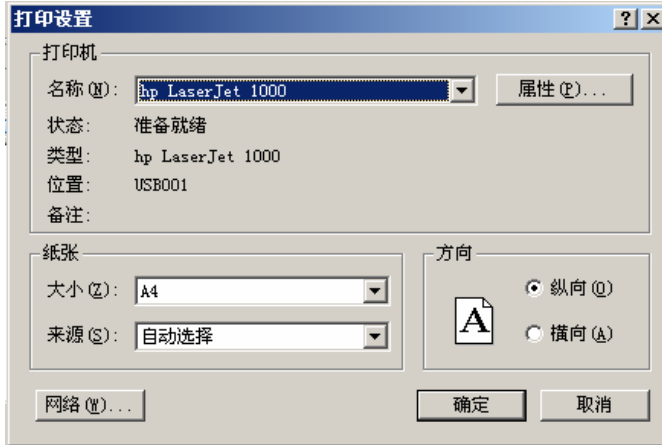 打印设置
打印机
名称(N): hp LaserJet 1000 属性(P)...
状态: 准备就绪
类型: hp LaserJet 1000
位置: USB001
备注:
纸张
大小(Z): A4
来源(S): 自动选择
方向
A
纵向(O)
横向(A)
网络(W)... 确定 取消